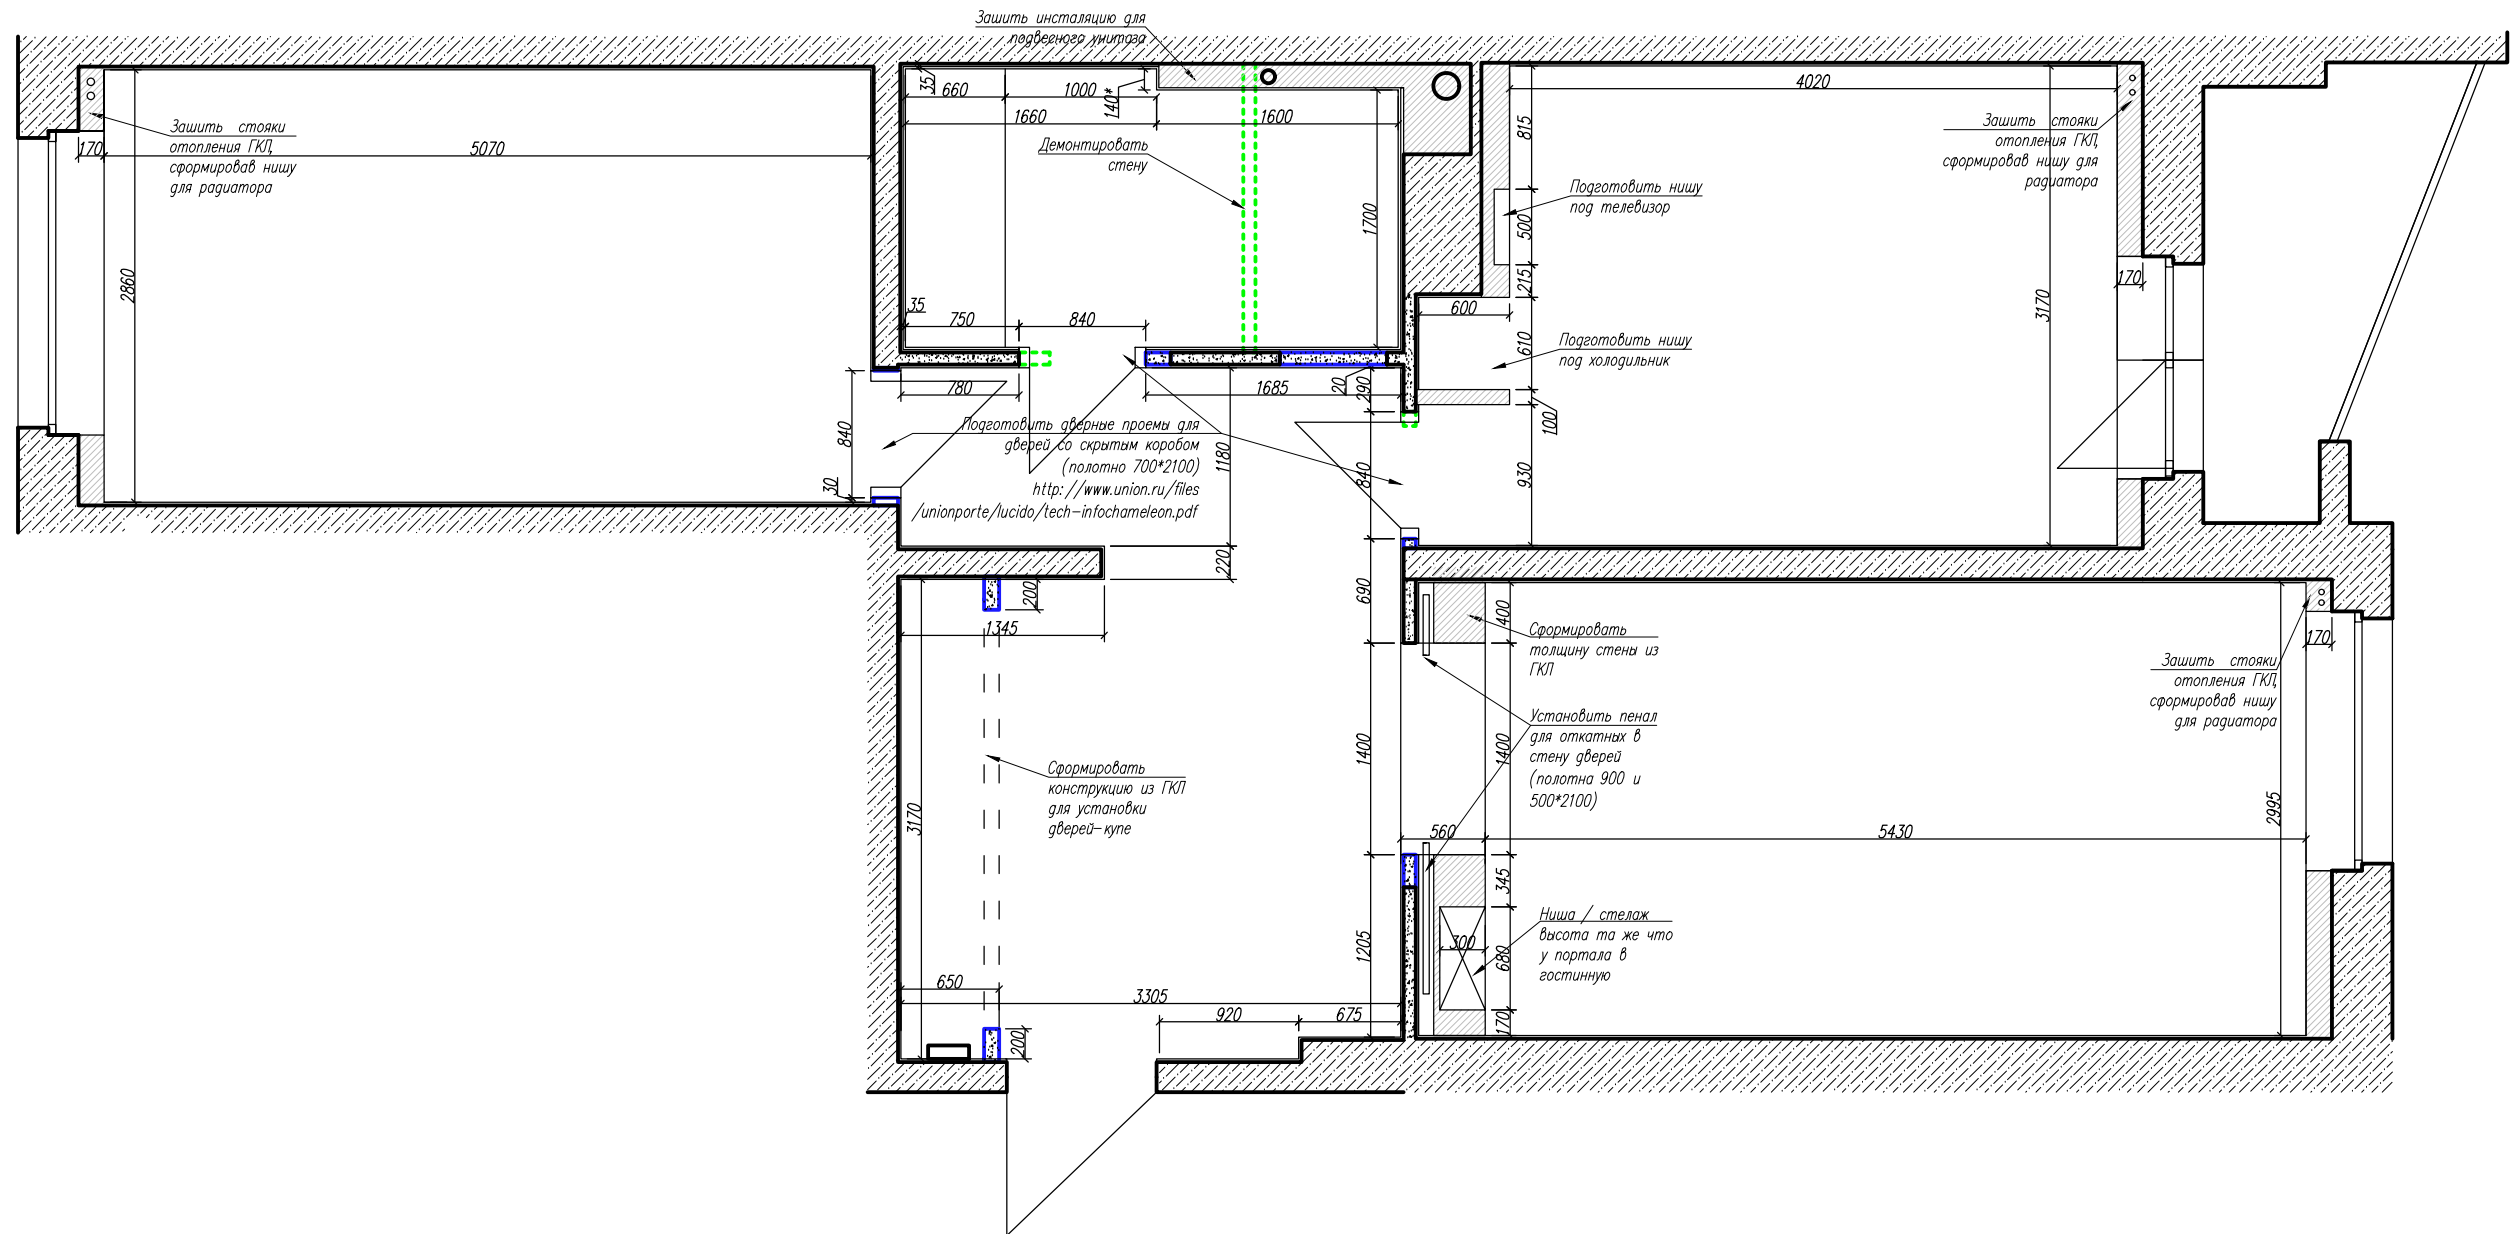 Зашить инсталяцию для
подвесного унитаза
35
660
1000
140*
1660
1600
4020
815
Зашить стояки
отопления ГКЛ,
сформировав нишу
для радиатора
170
5070
Демонтировать
стену
Зашить стояки
отопления ГКЛ,
сформировав нишу для
радиатора
Подготовить нишу
под телевизор
500
1700
2860
215
170
3170
35
750
840
600
610
Подготовить нишу
под холодильник
780
1685
20
290
100
840
30
Подготовить дверные проемы для
дверей со скрытым коробом
(полотно 700*2100)
http://www.union.ru/files
/unionporte/lucido/tech-infochameleon.pdf
1180
840
930
220
200
690
400
1345
Сформировать
толщину стены из
ГКЛ
170
Зашить стояки
отопления ГКЛ,
сформировав нишу
для радиатора
Установить пенал
для откатных в
стену дверей
(полотна 900 и
500*2100)
1400
1400
Сформировать
конструкцию из ГКЛ
для установки
дверей-купе
3170
2995
560
5430
345
Ниша / стелаж
высота та же что
у портала в
гостинную
300
680
1205
650
3305
920
675
170
200